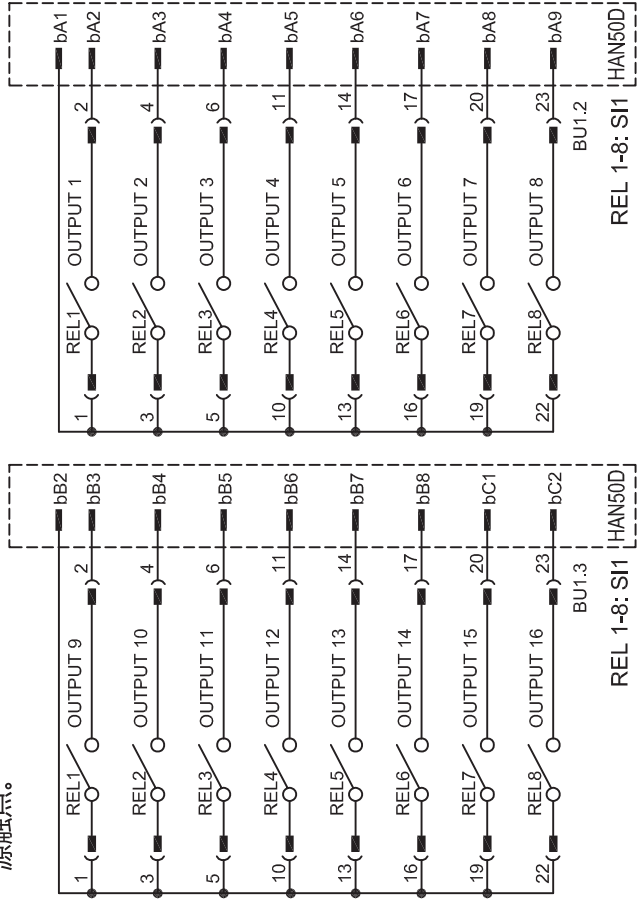 bA1
1 REL1 OUTPUT 1 2 bA2
3 REL2 OUTPUT 2 4 bA3
5 REL3 OUTPUT 3 6 bA4
10 REL4 OUTPUT 4 11 bA5
13 REL5 OUTPUT 5 14 bA6
16 REL6 OUTPUT 6 17 bA7
19 REL7 OUTPUT 7 20 bA8
22 REL8 OUTPUT 8 23 bA9
BU1.2
HAN50D
REL 1-8: SI1
触点。
bB2
1 REL1 OUTPUT 9 2 bB3
3 REL2 OUTPUT 10 4 bB4
5 REL3 OUTPUT 11 6 bB5
10 REL4 OUTPUT 12 11 bB6
13 REL5 OUTPUT 13 14 bB7
16 REL6 OUTPUT 14 17 bB8
19 REL7 OUTPUT 15 20 bC1
22 REL8 OUTPUT 16 23 bC2
BU1.3
HAN50D
REL 1-8: SI1